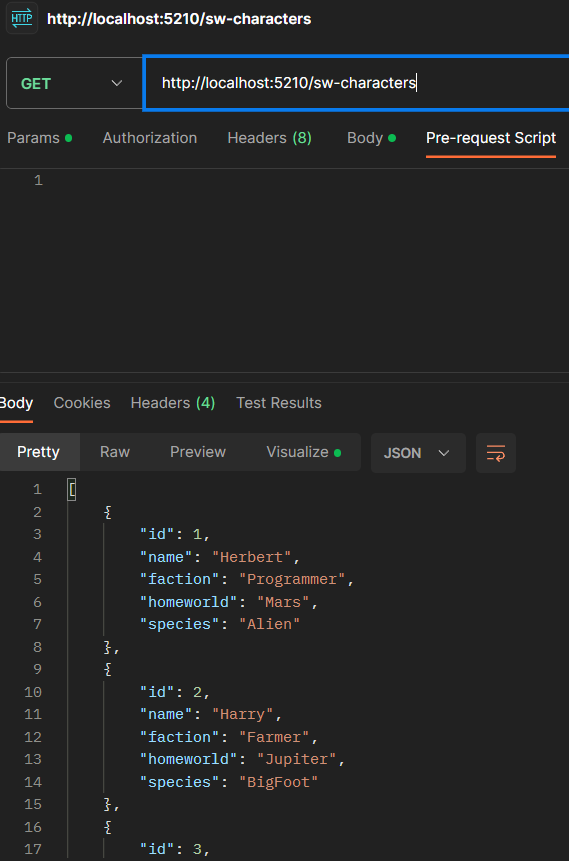 HTTP http://localhost:5210/sw-characters
GET http://localhost:5210/sw-characters
Params Authorization Headers (8) Body Pre-request Script
1
Body Cookies Headers (4) Test Results
Pretty Raw Preview Visualize JSON
1 [
2 {
3 "id": 1,
4 "name": "Herbert",
5 "faction": "Programmer",
6 "homeworld": "Mars",
7 "species": "Alien"
8 },
9 {
10 "id": 2,
11 "name": "Harry",
12 "faction": "Farmer",
13 "homeworld": "Jupiter",
14 "species": "BigFoot"
15 },
16 {
17 "id": 3,